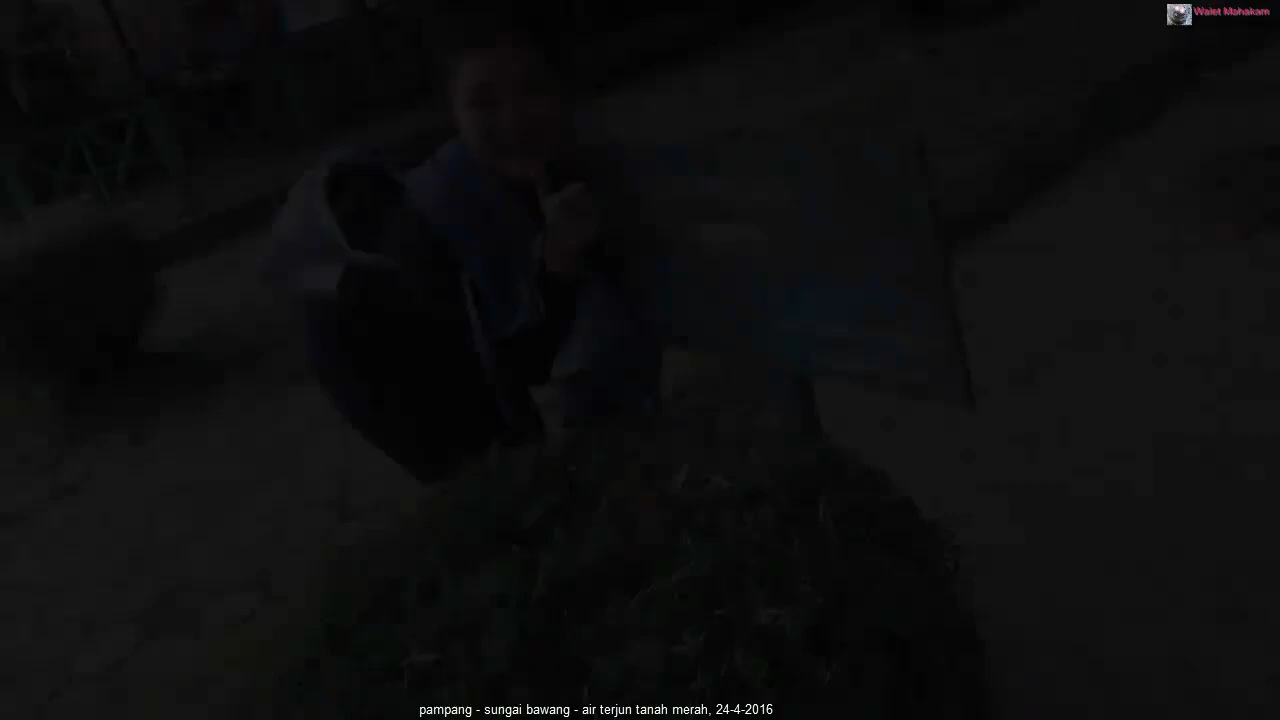 Walet Mahakam
pampang - sungai bawang - air terjun tanah merah, 24-4-2016